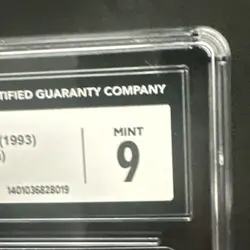 TIFIED GUARANTY COMPANY
(1993)
MINT
9
1401036828019